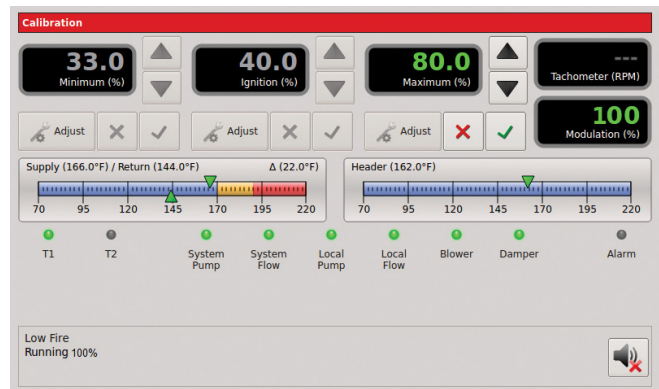 Calibration
33.0
Minimum (%)
40.0
Ignition (%)
80.0
Maximum (%)
---
Tachometer (RPM)
Adjust
Adjust
Adjust
100
Modulation (%)
Supply (166.0°F) / Return (144.0°F) Δ (22.0°F)
70 95 120 145 170 195 220
Header (162.0°F)
70 95 120 145 170 195 220
T1
T2
System
Pump
System
Flow
Local
Pump
Local
Flow
Blower
Damper
Alarm
Low Fire
Running 100%